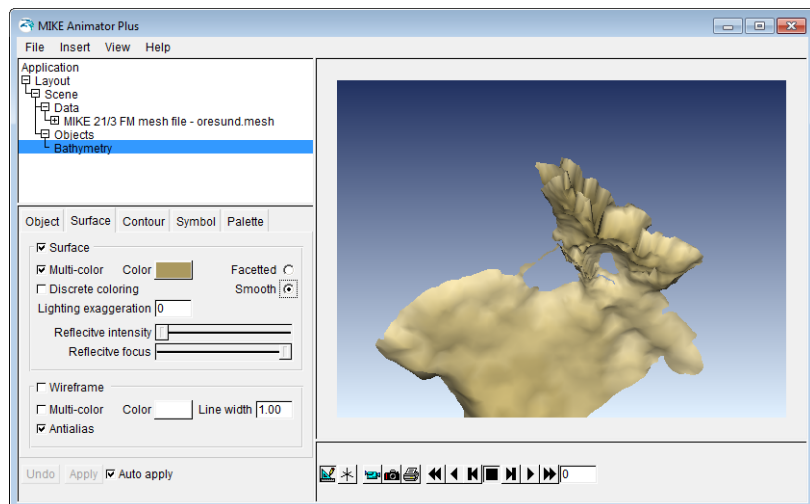 MIKE Animator Plus
File Insert View Help
Application
Layout
Scene
Data
MIKE 21/3 FM mesh file - oresund.mesh
Objects
Bathymetry
Object Surface Contour Symbol Palette
Surface
Multi-color Color Facetted
Discrete coloring Smooth
Lighting exaggeration 0
Reflecitve intensity
Reflective focus
Wireframe
Multi-color Color Line width 1.00
Antialias
Undo Apply Auto apply
0